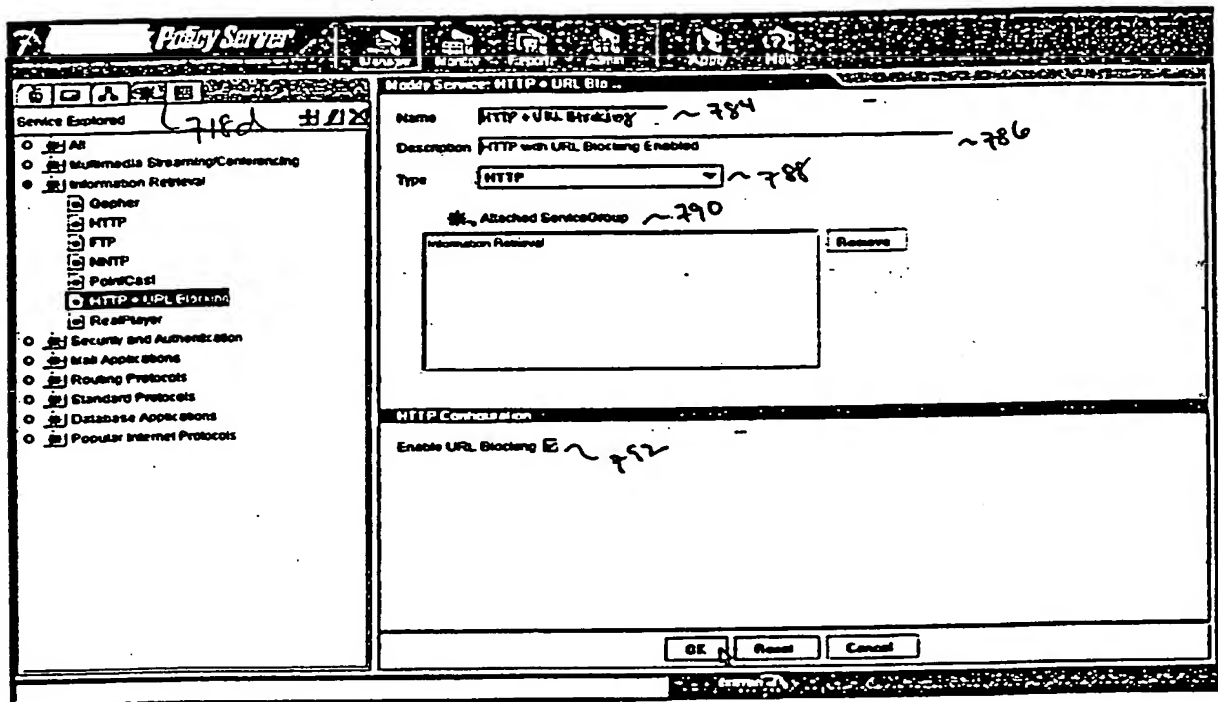 Policy Server
Manager Monitor Reports Admin Apply Help
Service Explored
718d
All
Multimedia Streaming/Conferencing
Information Retrieval
Gopher
HTTP
FTP
NNTP
PointCast
HTTP + URL Blocking
RealPlayer
Security and Authentication
Mail Applications
Routing Protocols
Standard Protocols
Database Applications
Popular Internet Protocols
Modify Service: HTTP + URL Blo ...
Name HTTP + URL Blocking ~ 784
Description HTTP with URL Blocking Enabled ~ 786
Type HTTP ~ 788
Attached ServiceGroup ~ 790
Information Retrieval
Remove
HTTP Configuration
Enable URL Blocking ~ 792
OK Reset Cancel